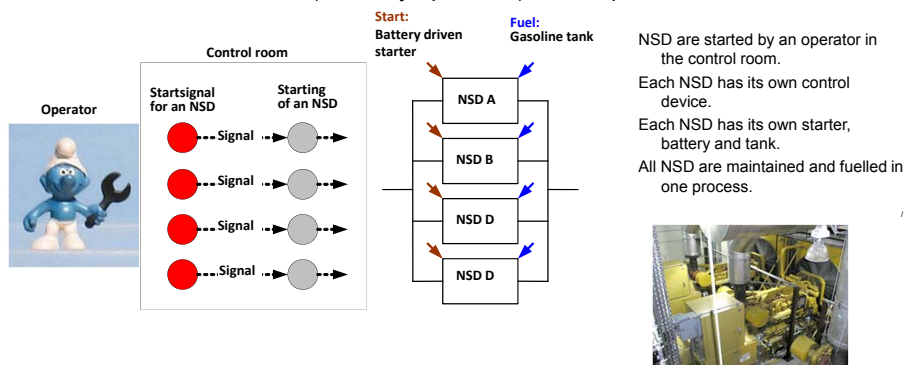 Start:
Battery driven
starter
Fuel:
Gasoline tank
Control room
Operator
Startsignal
for an NSD
Starting
of an NSD
Signal
Signal
Signal
Signal
NSD A
NSD B
NSD D
NSD D
NSD are started by an operator in
the control room.
Each NSD has its own control
device.
Each NSD has its own starter,
battery and tank.
All NSD are maintained and fuelled in
one process.